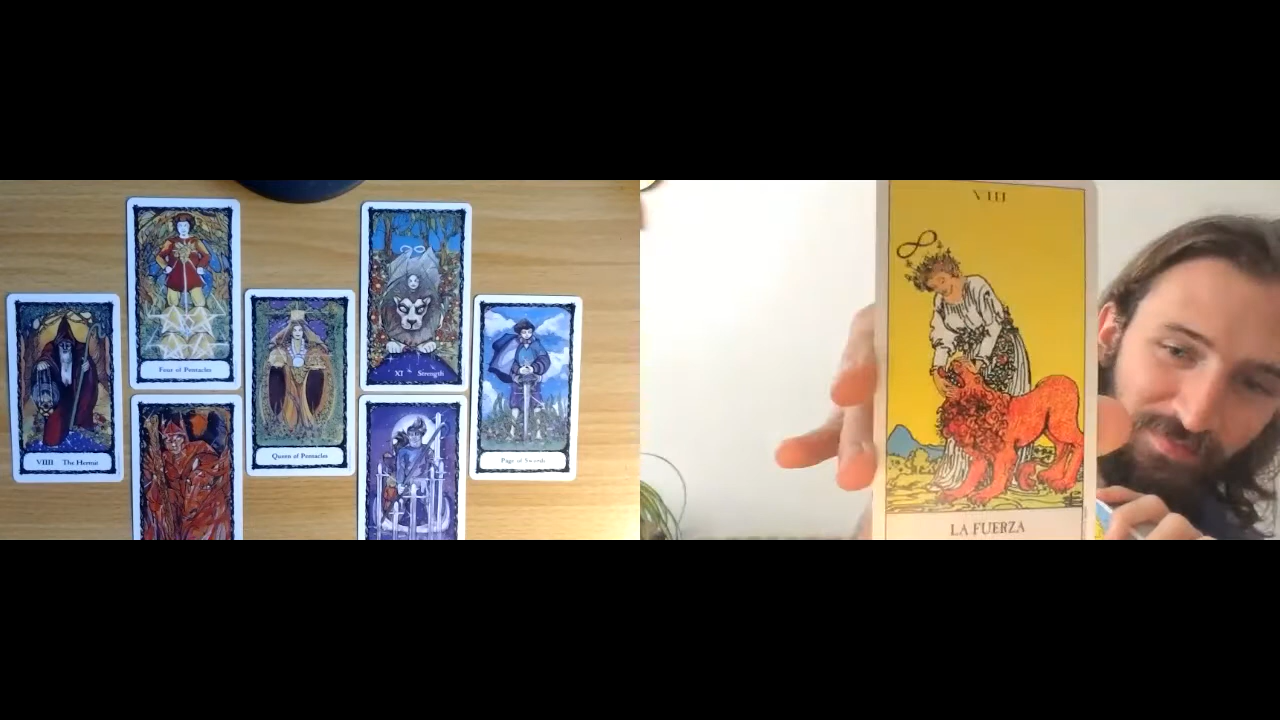 Four of Pentacles
XI Strength
VIIII The Hermit
Queen of Pentacles
Page of Swords
VIII
LA FUERZA